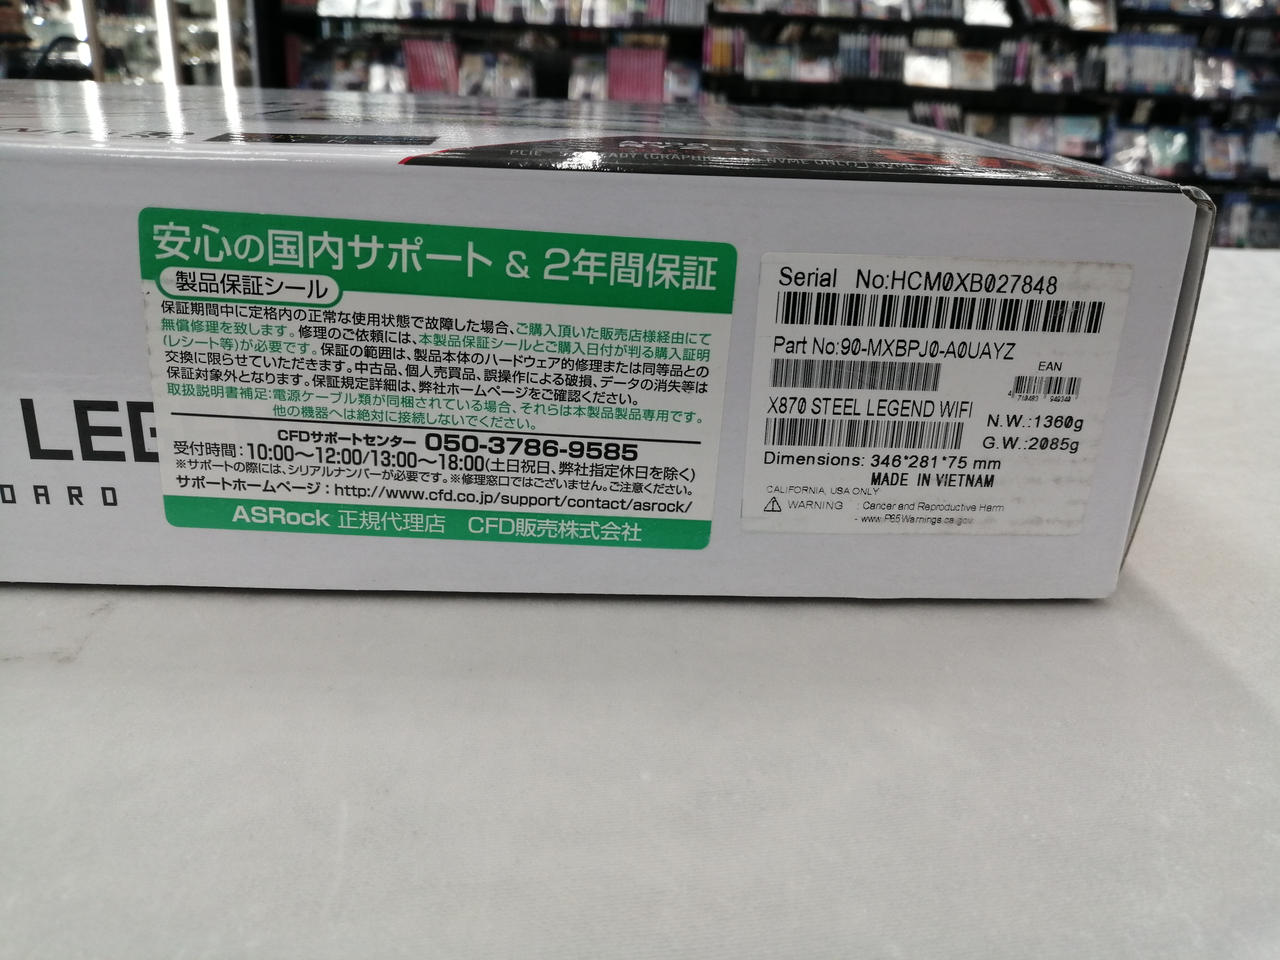 安心の国内サポート & 2年間保証
製品保証シール
保証期間中に定格内の正常な使用状態で故障した場合、ご購入頂いた販売店様経由にて
無償修理を致します。修理のご依頼には、本製品保証シールとご購入日付が判る購入証明
(レシート等)が必要です。保証の範囲は、製品本体のハードウェア的修理または同等品との
交換に限らせていただきます。中古品、個人売買品、誤操作による破損、データの消失等は
保証対象外となります。保証規定詳細は、弊社ホームページをご確認ください。
取扱説明書補足:電源ケーブル類が同梱されている場合、それらは本製品製品専用です。
他の機器へは絶対に接続しないでください。
CFDサポートセンター 050-3786-9585
受付時間:10:00〜12:00/13:00〜18:00(土日祝日、弊社指定休日を除く)
※サポートの際には、シリアルナンバーが必要です。※修理窓口ではございません。ご注意ください。
サポートホームページ:http://www.cfd.co.jp/support/contact/asrock/
ASRock 正規代理店 CFD販売株式会社
Serial No:HCM0XB027848
Part No:90-MXBPJ0-A0UAYZ
EAN
X870 STEEL LEGEND WIFI
N.W.:1360g
G.W.:2085g
Dimensions: 346*281*75 mm
MADE IN VIETNAM
CALIFORNIA, USA ONLY
WARNING : Cancer and Reproductive Harm
- www.P65Warnings.ca.gov